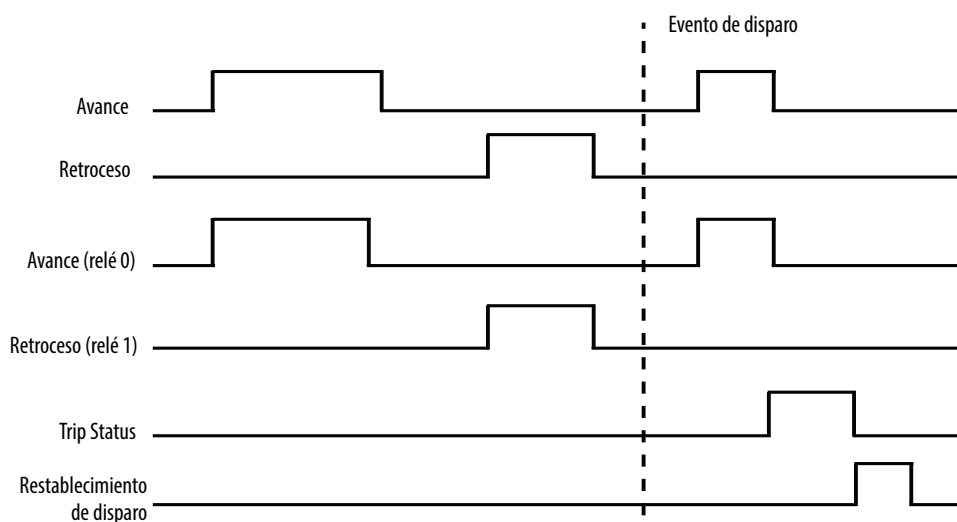 Evento de disparo
Avance
Retroceso
Avance (relé 0)
Retroceso (relé 1)
Trip Status
Restablecimiento
de disparo